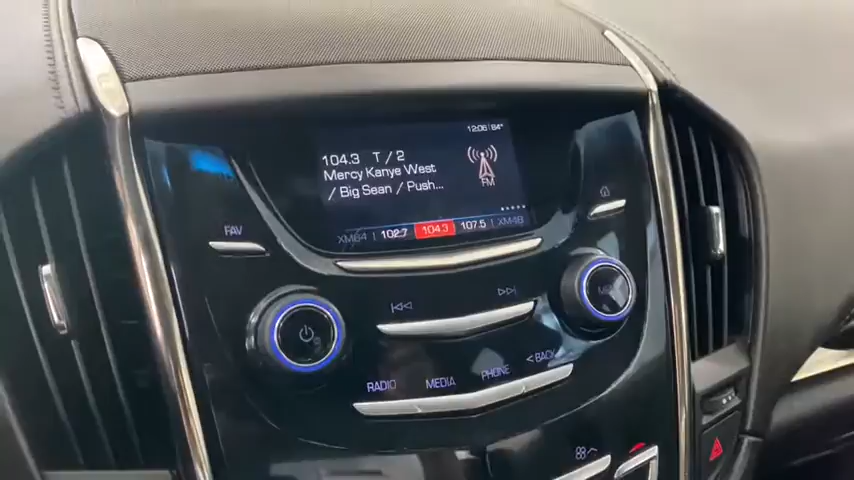 12:06 84°
104.3 T / 2
Mercy Kanye West
/ Big Sean / Push...
FM
XM84 102.7 104.3 107.5 XM48
FAV
RADIO MEDIA PHONE BACK